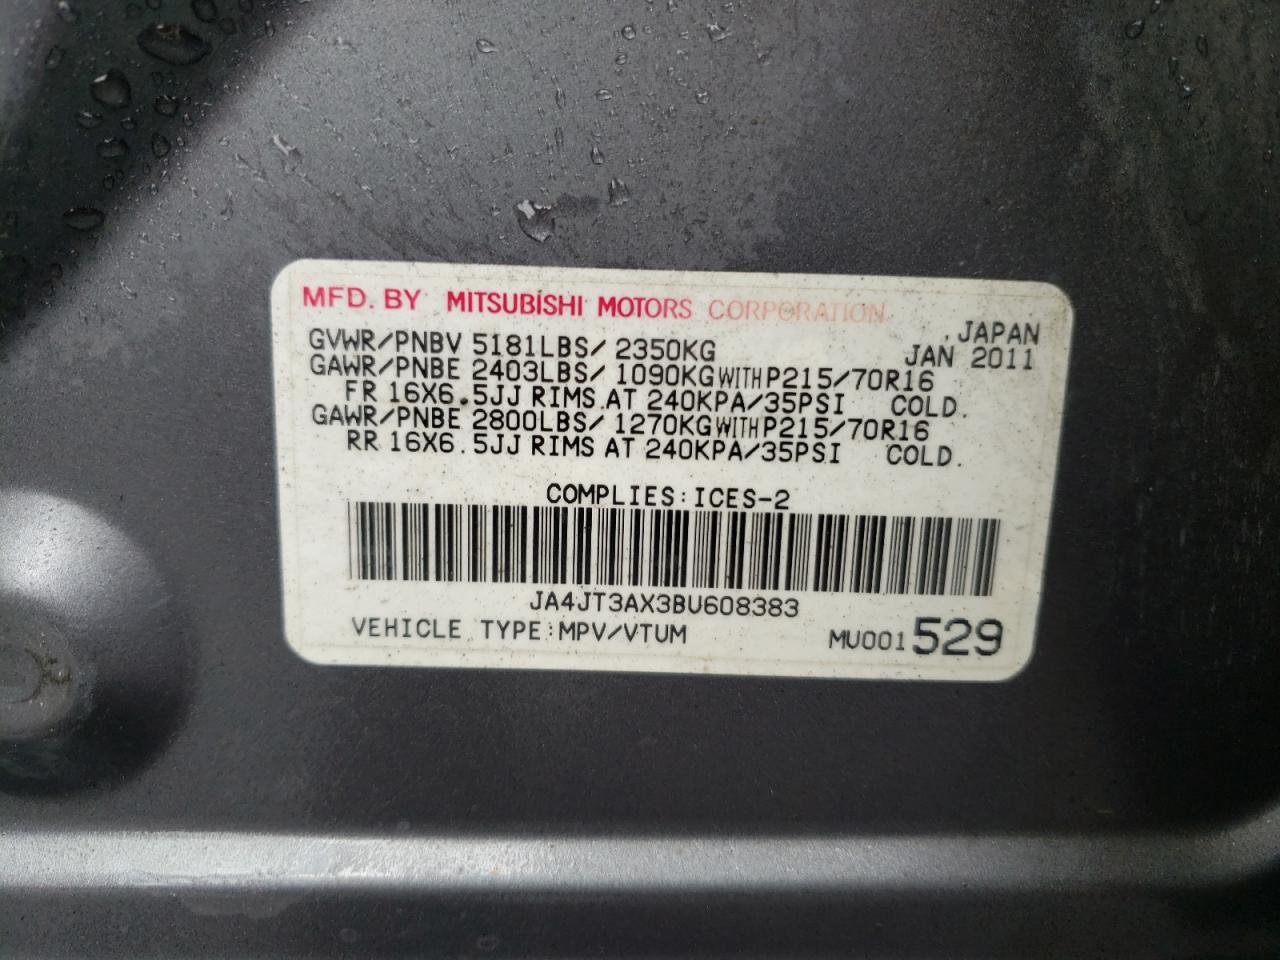 MFD. BY MITSUBISHI MOTORS CORPORATION
JAPAN
GVWR/PNBV 5181LBS/ 2350KG JAN 2011
GAWR/PNBE 2403LBS/ 1090KG WITH P215/70R16
FR 16X6.5JJ RIMS AT 240KPA/35PSI COLD.
GAWR/PNBE 2800LBS/ 1270KG WITH P215/70R16
RR 16X6.5JJ RIMS AT 240KPA/35PSI COLD.
COMPLIES:ICES-2
JA4JT3AX3BU608383
VEHICLE TYPE:MPV/VTUM MU001529